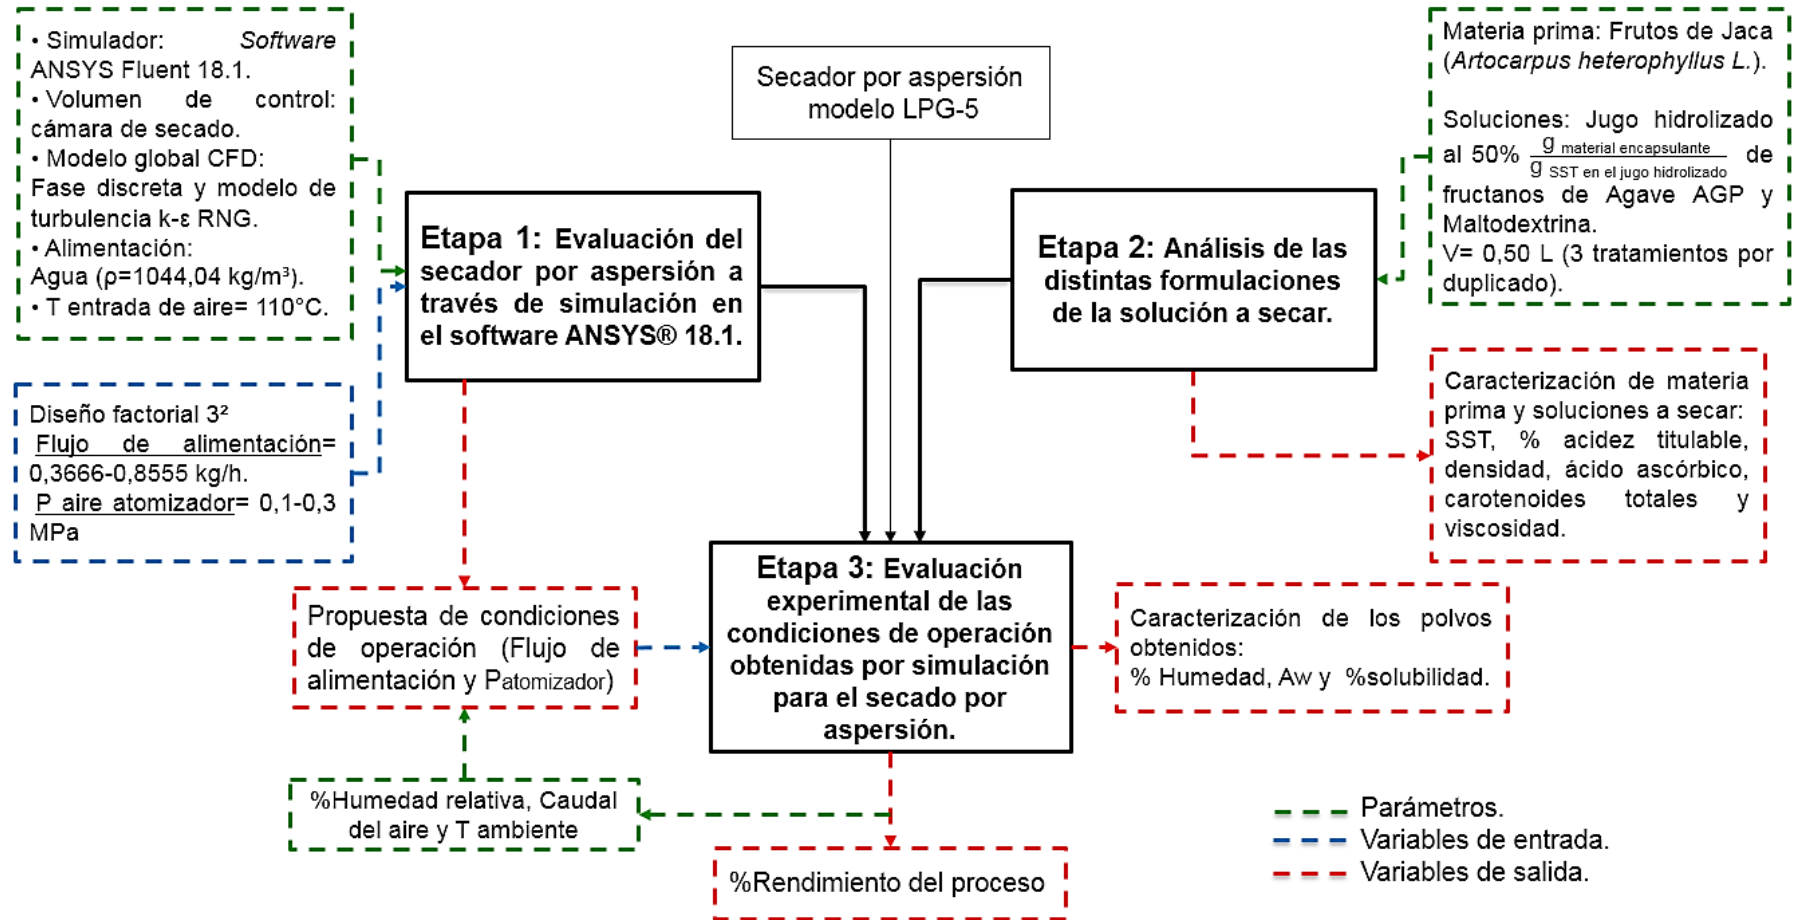 • Simulador: Software
ANSYS Fluent 18.1.
• Volumen de control:
cámara de secado.
• Modelo global CFD:
Fase discreta y modelo de
turbulencia k-ε RNG.
• Alimentación:
Agua (ρ=1044,04 kg/m³).
• T entrada de aire= 110°C.
Diseño factorial 3²
Flujo de alimentación=
0,3666-0,8555 kg/h.
P aire atomizador= 0,1-0,3
MPa
Secador por aspersión
modelo LPG-5
Materia prima: Frutos de Jaca
(Artocarpus heterophyllus L.).
Soluciones: Jugo hidrolizado
al 50% g material encapsulante / g SST en el jugo hidrolizado de
fructanos de Agave AGP y
Maltodextrina.
V= 0,50 L (3 tratamientos por
duplicado).
Etapa 1: Evaluación del
secador por aspersión a
través de simulación en
el software ANSYS® 18.1.
Etapa 2: Análisis de las
distintas formulaciones
de la solución a secar.
Caracterización de materia
prima y soluciones a secar:
SST, % acidez titulable,
densidad, ácido ascórbico,
carotenoides totales y
viscosidad.
Propuesta de condiciones
de operación (Flujo de
alimentación y Patomizador)
Etapa 3: Evaluación
experimental de las
condiciones de operación
obtenidas por simulación
para el secado por
aspersión.
Caracterización de los polvos
obtenidos:
% Humedad, Aw y %solubilidad.
%Humedad relativa, Caudal
del aire y T ambiente
%Rendimiento del proceso
Parámetros.
Variables de entrada.
Variables de salida.